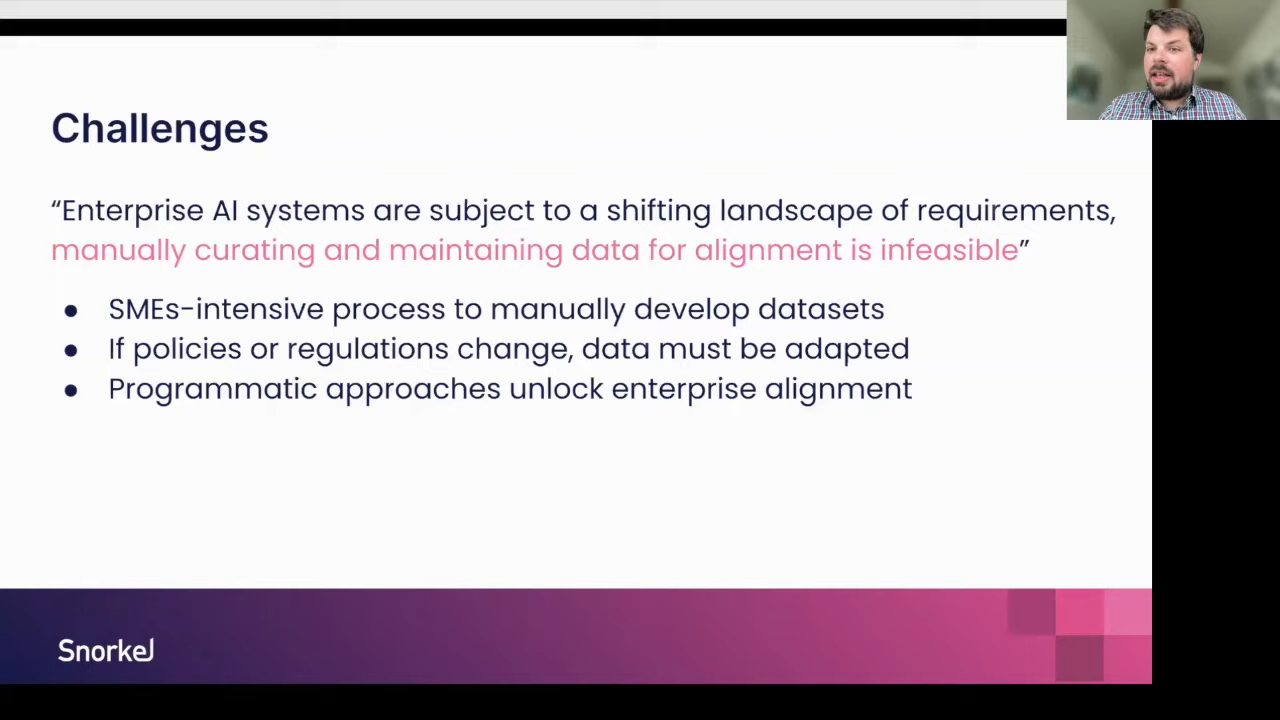 Challenges
“Enterprise AI systems are subject to a shifting landscape of requirements,
manually curating and maintaining data for alignment is infeasible”
● SMEs-intensive process to manually develop datasets
● If policies or regulations change, data must be adapted
● Programmatic approaches unlock enterprise alignment
Snorkel